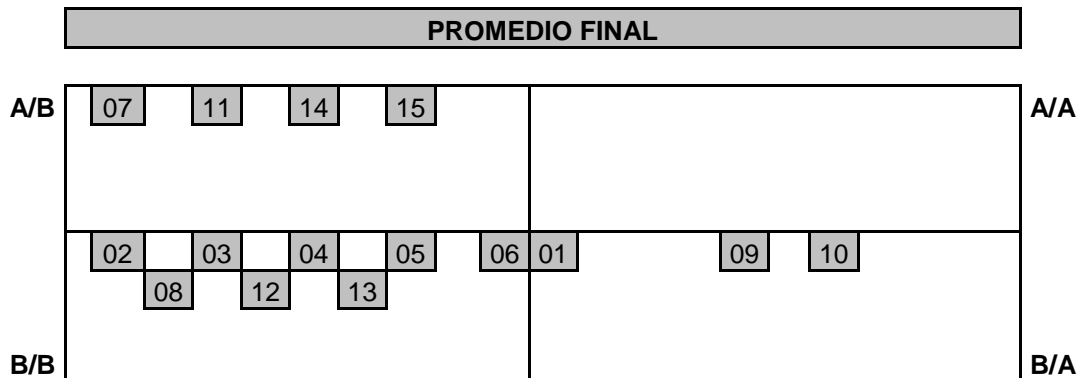 PROMEDIO FINAL
A/B 07 11 14 15 A/A
02 03 04 05 06 01 09 10
08 12 13
B/B B/A